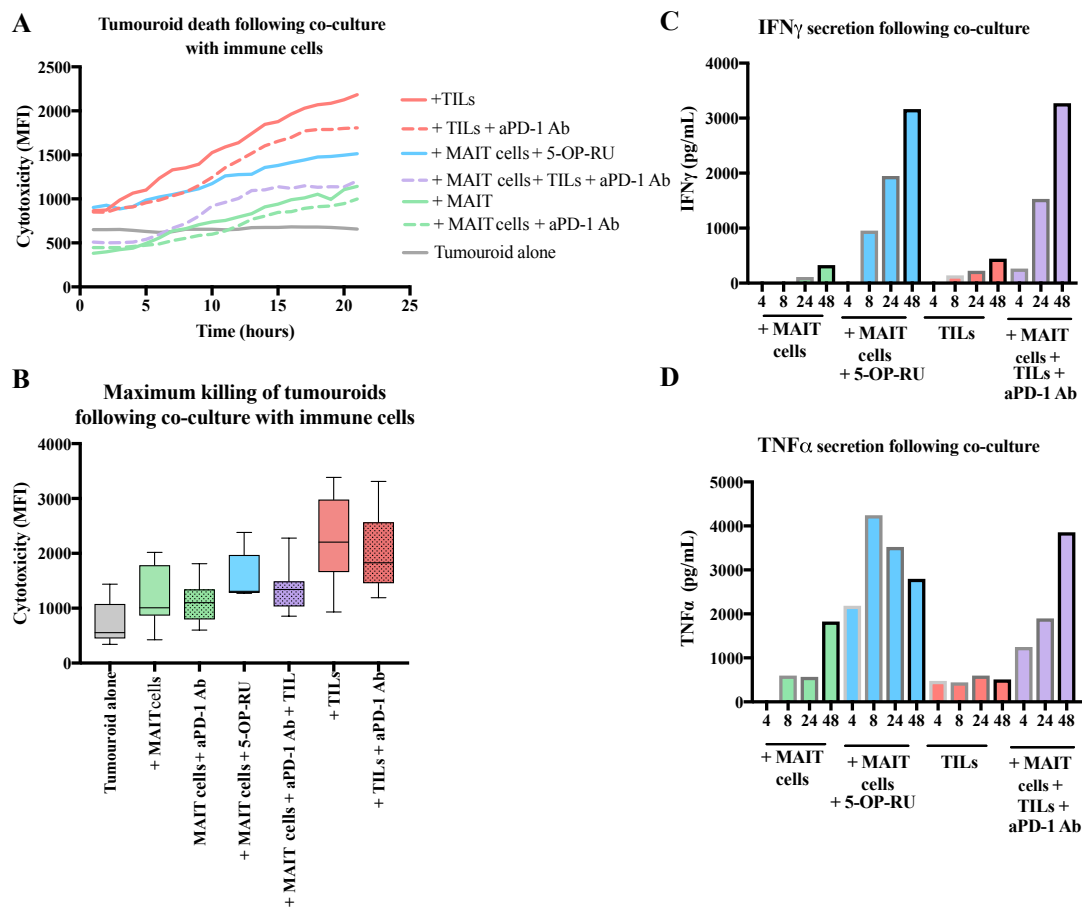 A
Tumouroid death following co-culture
with immune cells
Cytotoxicity (MFI)
2500
2000
1500
1000
500
0
0 5 10 15 20 25
Time (hours)
+TILs
+ TILs + aPD-1 Ab
+ MAIT cells + 5-OP-RU
+ MAIT cells + TILs + aPD-1 Ab
+ MAIT
+ MAIT cells + aPD-1 Ab
Tumouroid alone
B
Maximum killing of tumouroids
following co-culture with immune cells
Cytotoxicity (MFI)
4000
3000
2000
1000
0
Tumouroid alone
+ MAIT cells
MAIT cells + aPD-1 Ab
+ MAIT cells + 5-OP-RU
+ MAIT cells + aPD-1 Ab + TIL
+ TILs
+ TILs + aPD-1 Ab
C
IFNγ secretion following co-culture
IFNγ (pg/mL)
4000
3000
2000
1000
0
4 8 24 48 4 8 24 48 4 8 24 48 4 24 48
+ MAIT
cells
+ MAIT
cells
+ 5-OP-RU
TILs
+ MAIT
cells +
TILs +
aPD-1 Ab
D
TNFα secretion following co-culture
TNFα (pg/mL)
5000
4000
3000
2000
1000
0
4 8 24 48 4 8 24 48 4 8 24 48 4 24 48
+ MAIT
cells
+ MAIT
cells
+ 5-OP-RU
TILs
+ MAIT
cells +
TILs +
aPD-1 Ab